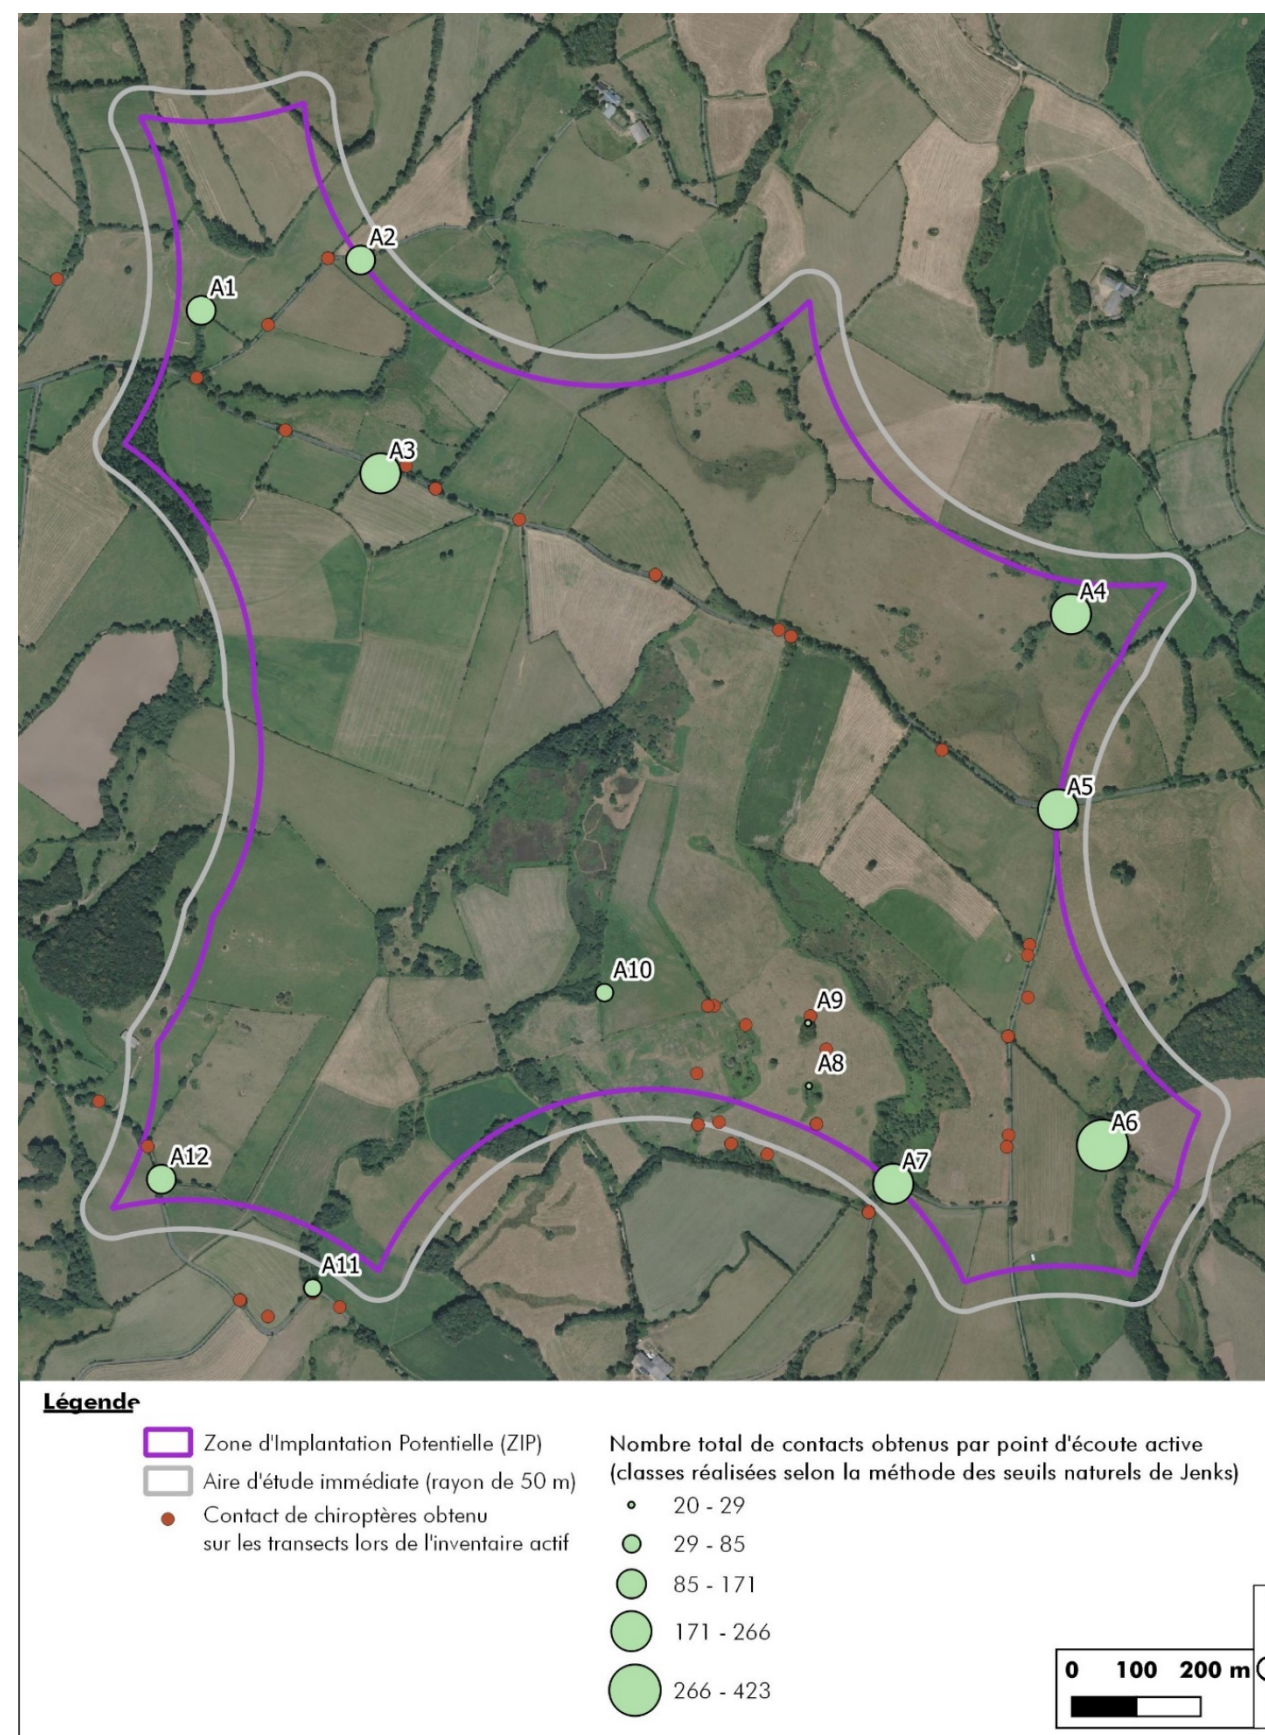 A2
A1
A3
A4
A5
A10
A9
A8
A6
A12
A7
A11
Légende
Zone d'Implantation Potentielle (ZIP)
Aire d'étude immédiate (rayon de 50 m)
Contact de chiroptères obtenu
sur les transects lors de l'inventaire actif
Nombre total de contacts obtenus par point d'écoute active
(classes réalisées selon la méthode des seuils naturels de Jenks)
20 - 29
29 - 85
85 - 171
171 - 266
266 - 423
0 100 200 m